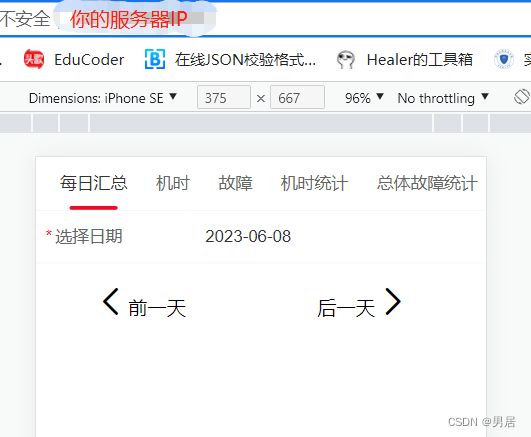 不安全 你的服务器IP
头歌 EduCoder 在线JSON校验格式... Healer的工具箱
Dimensions: iPhone SE ▼ 375 × 667 96% ▼ No throttling ▼
每日汇总 机时 故障 机时统计 总体故障统计
*选择日期 2023-06-08
前一天 后一天
CSDN @男居